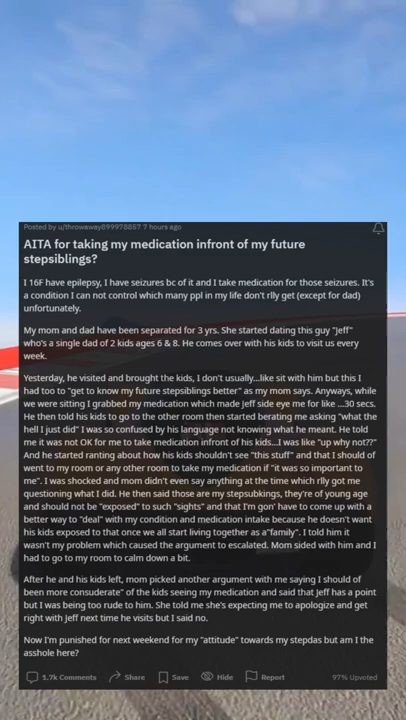 Posted by u/throwaway899978857 7 hours ago
AITA for taking my medication infront of my future
stepsiblings?
I 16F have epilepsy, I have seizures bc of it and I take medication for those seizures. It's
a condition I can not control which many ppl in my life don't rlly get (except for dad)
unfortunately.
My mom and dad have been separated for 3 yrs. She started dating this guy "Jeff"
who's a single dad of 2 kids ages 6 & 8. He comes over with his kids to visit us every
week.
Yesterday, he visited and brought the kids, I don't usually...like sit with him but this I
had too to "get to know my future stepsiblings better" as my mom says. Anyways, while
we were sitting I grabbed my medication which made Jeff side eye me for like ...30 secs.
He then told his kids to go to the other room then started berating me asking "what the
hell I just did" I was so confused by his language not knowing what he meant. He told
me it was not OK for me to take medication infront of his kids...I was like "up why not??"
And he started ranting about how his kids shouldn't see "this stuff" and that I should of
went to my room or any other room to take my medication if "it was so important to
me". I was shocked and mom didn't even say anything at the time which rlly got me
questioning what I did. He then said those are my stepsubkings, they're of young age
and should not be "exposed" to such "sights" and that I'm gon' have to come up with a
better way to "deal" with my condition and medication intake because he doesn't want
his kids exposed to that once we all start living together as a"family". I told him it
wasn't my problem which caused the argument to escalated. Mom sided with him and I
had to go to my room to calm down a bit.
After he and his kids left, mom picked another argument with me saying I should of
been more consuderate" of the kids seeing my medication and said that Jeff has a point
but I was being too rude to him. She told me she's expecting me to apologize and get
right with Jeff next time he visits but I said no.
Now I'm punished for next weekend for my "attitude" towards my stepdas but am I the
asshole here?
1.7k Comments Share Save Hide Report 97% Upvoted